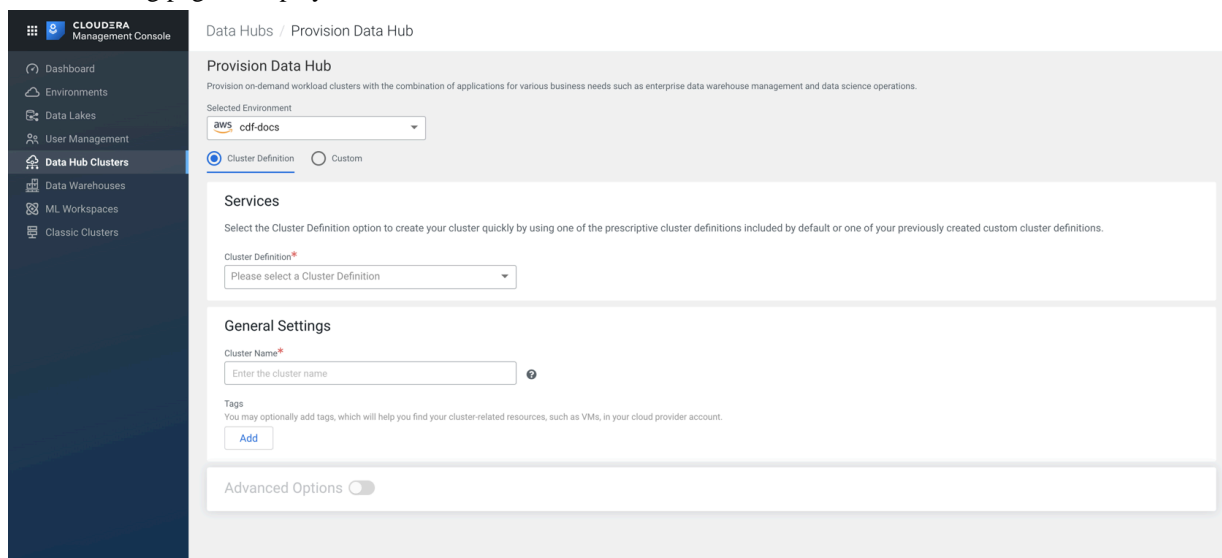 CLOUDERA
Management Console
Data Hubs / Provision Data Hub
Dashboard
Environments
Data Lakes
User Management
Data Hub Clusters
Data Warehouses
ML Workspaces
Classic Clusters
Provision Data Hub
Provision on-demand workload clusters with the combination of applications for various business needs such as enterprise data warehouse management and data science operations.
Selected Environment
aws cdf-docs
Cluster Definition Custom
Services
Select the Cluster Definition option to create your cluster quickly by using one of the prescriptive cluster definitions included by default or one of your previously created custom cluster definitions.
Cluster Definition*
Please select a Cluster Definition
General Settings
Cluster Name*
Enter the cluster name
Tags
You may optionally add tags, which will help you find your cluster-related resources, such as VMs, in your cloud provider account.
Add
Advanced Options